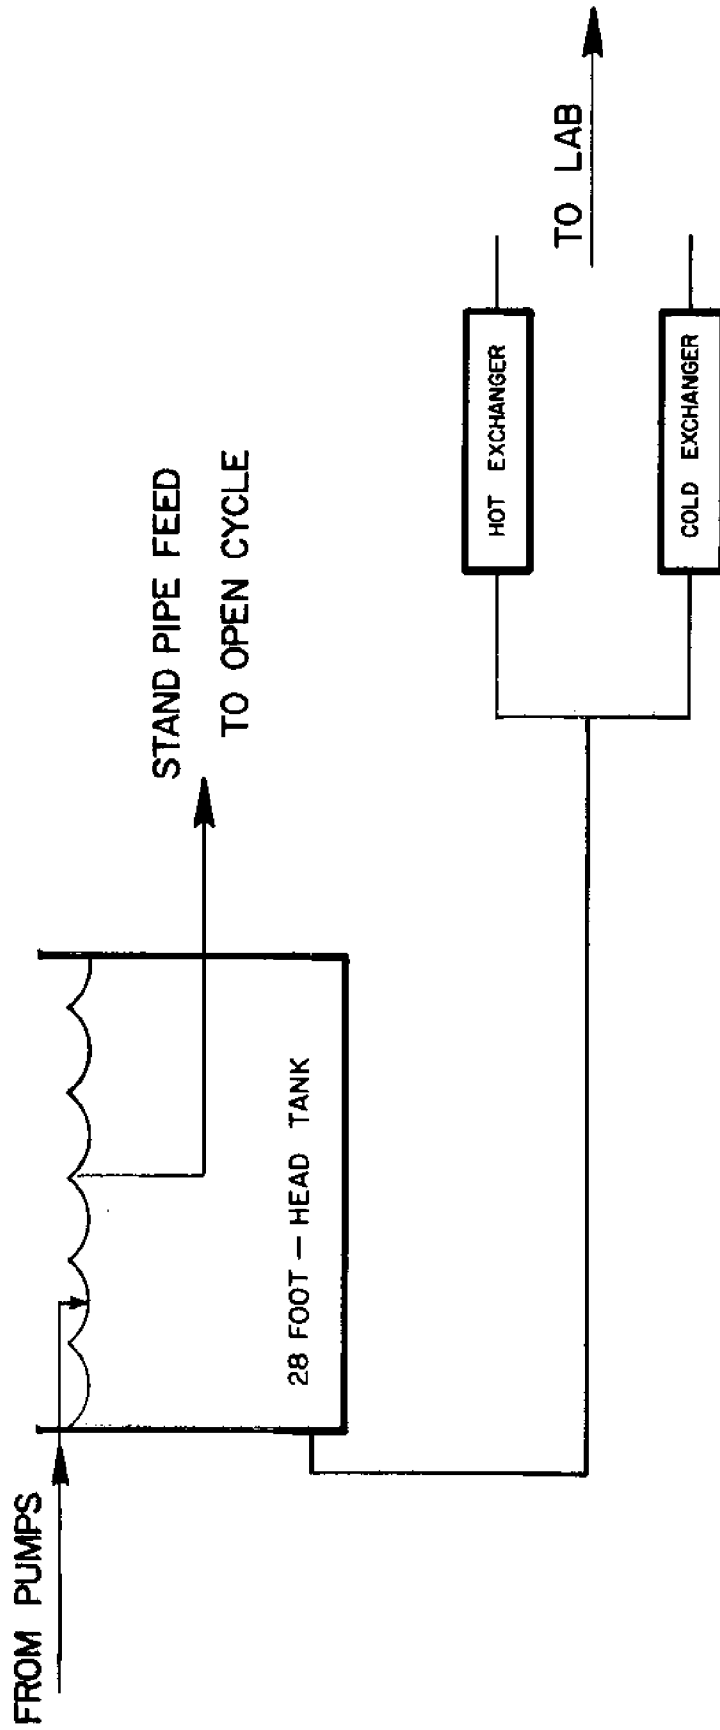 FROM PUMPS
28 FOOT — HEAD TANK
STAND PIPE FEED
TO OPEN CYCLE
HOT EXCHANGER
TO LAB
COLD EXCHANGER